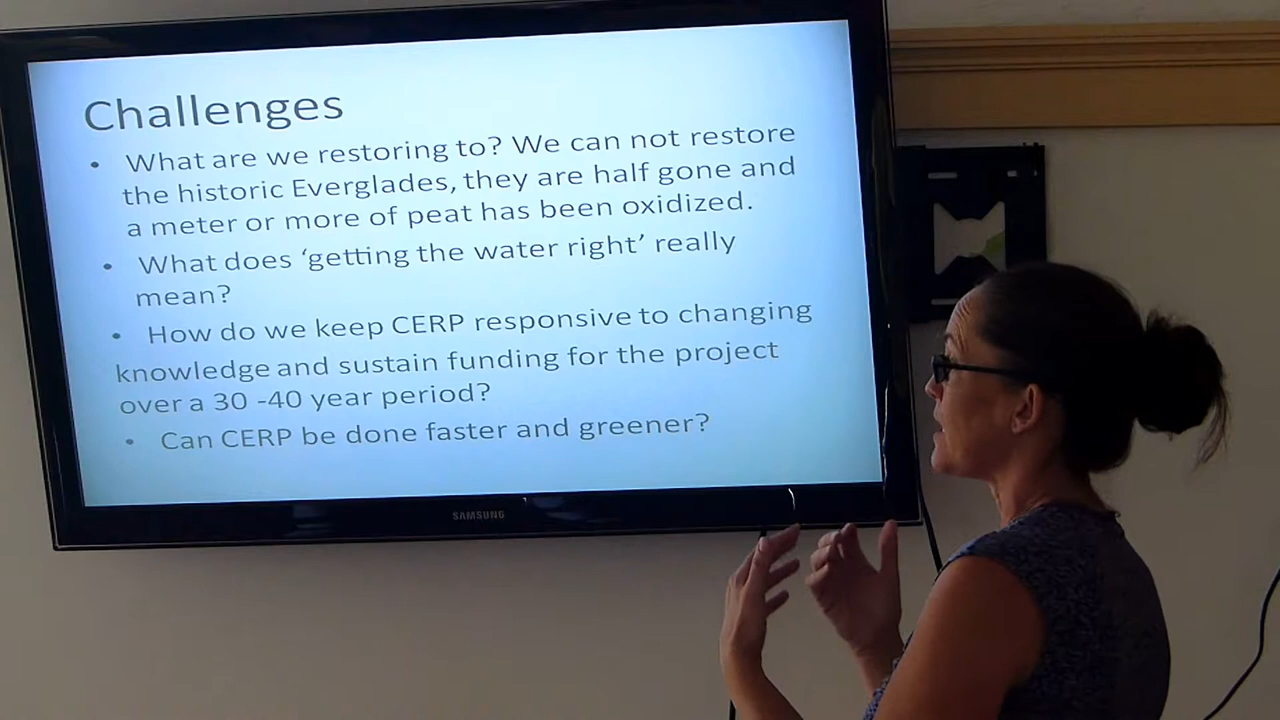 Challenges
• What are we restoring to? We can not restore
the historic Everglades, they are half gone and
a meter or more of peat has been oxidized.
• What does ‘getting the water right’ really
mean?
• How do we keep CERP responsive to changing
knowledge and sustain funding for the project
over a 30 -40 year period?
• Can CERP be done faster and greener?
SAMSUNG